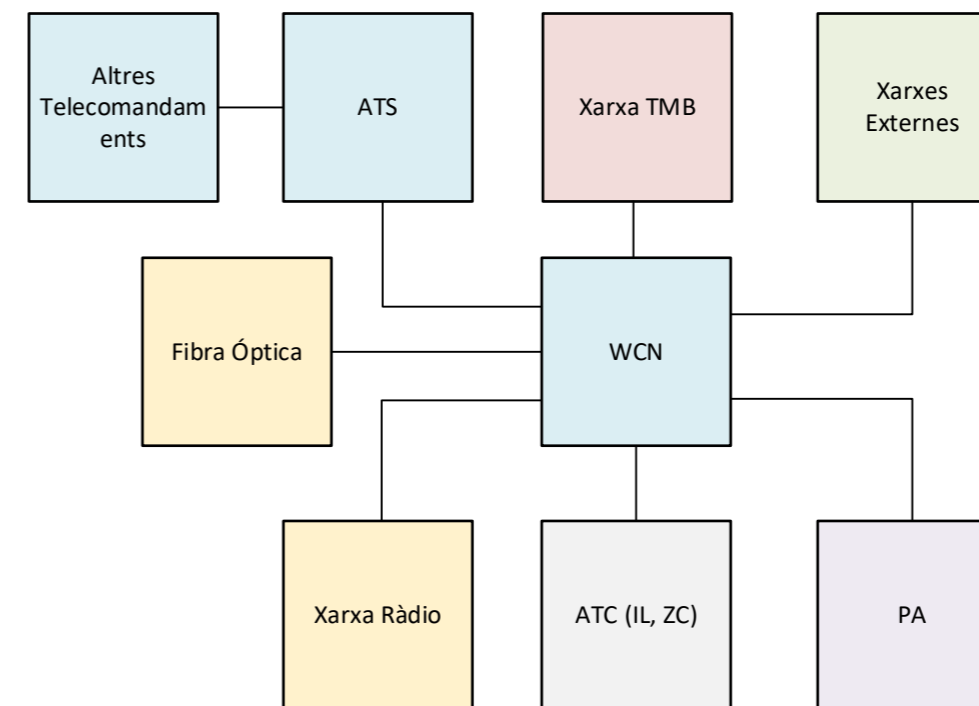 Altres
Telecomandam
ents
ATS
Xarxa TMB
Xarxes
Externes
Fibra Óptica
WCN
Xarxa Ràdio
ATC (IL, ZC)
PA